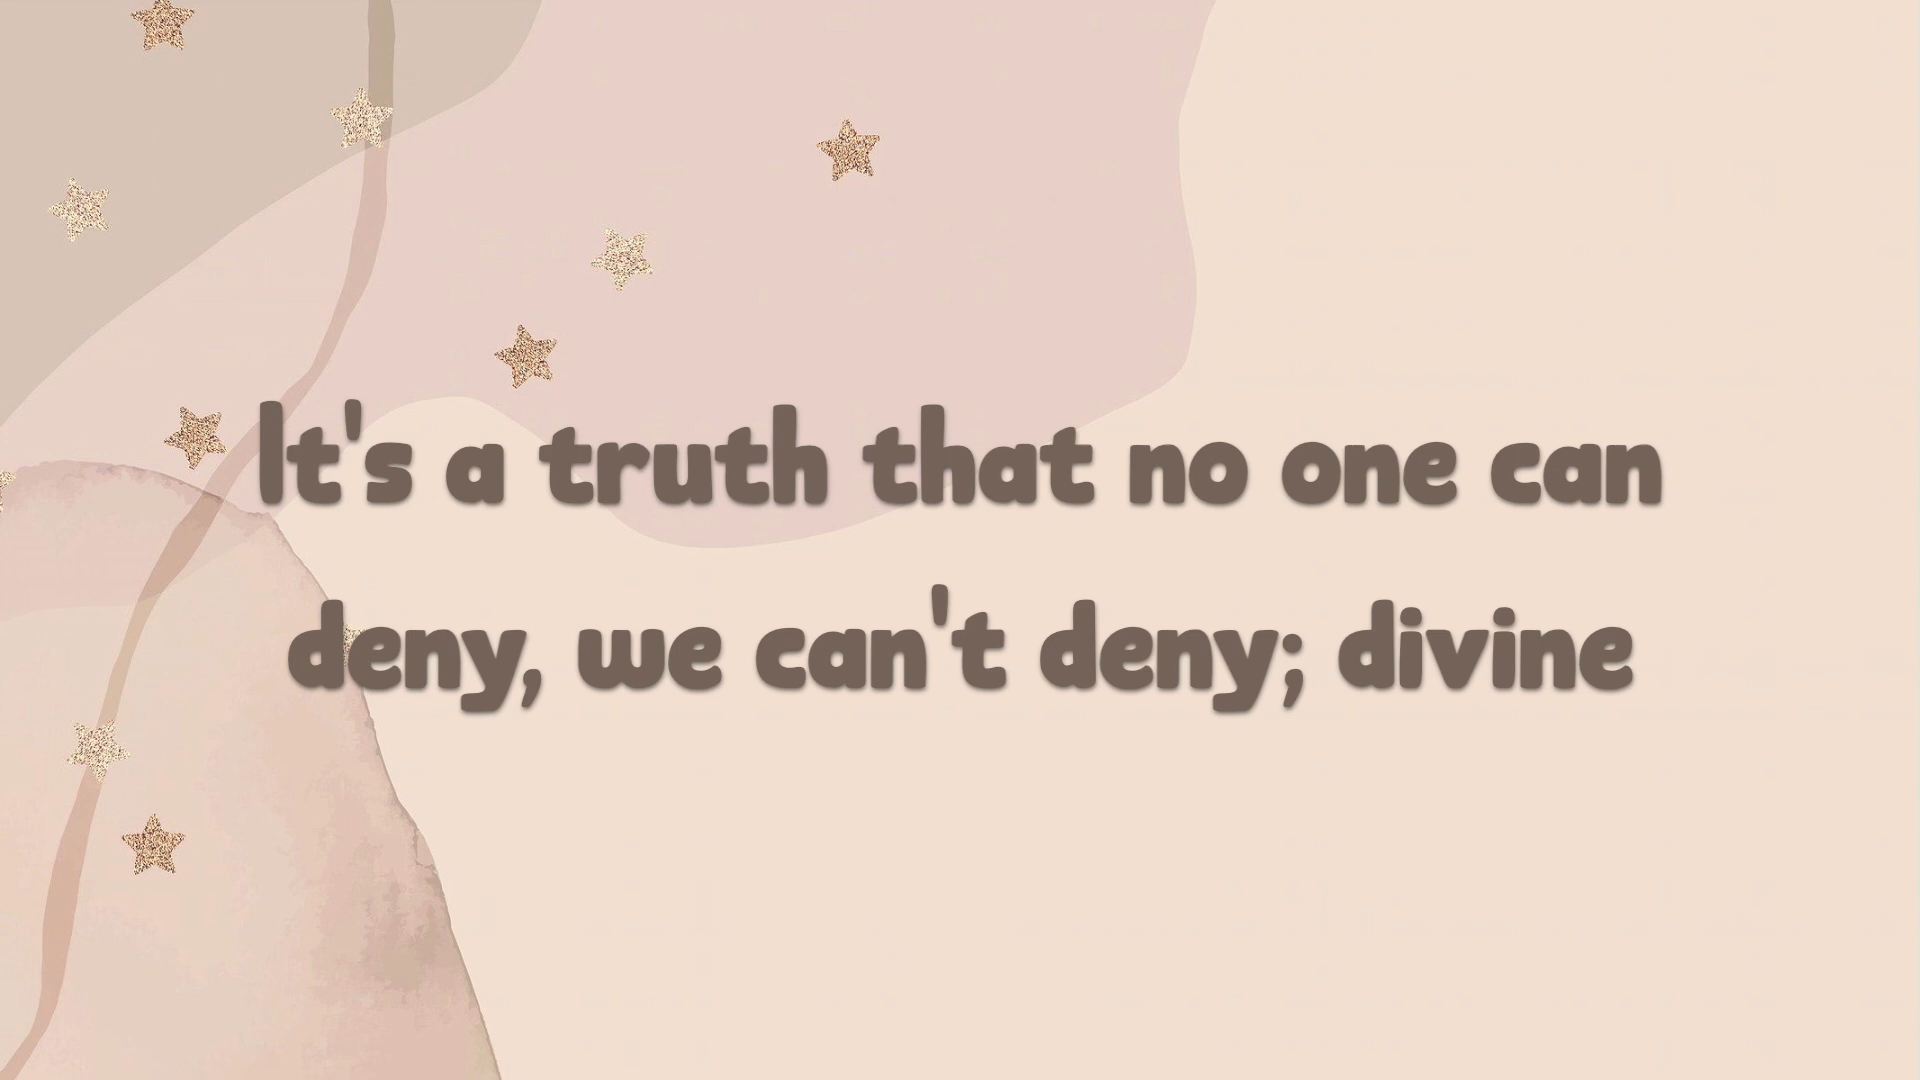 It's a truth that no one can
deny, we can't deny; divine